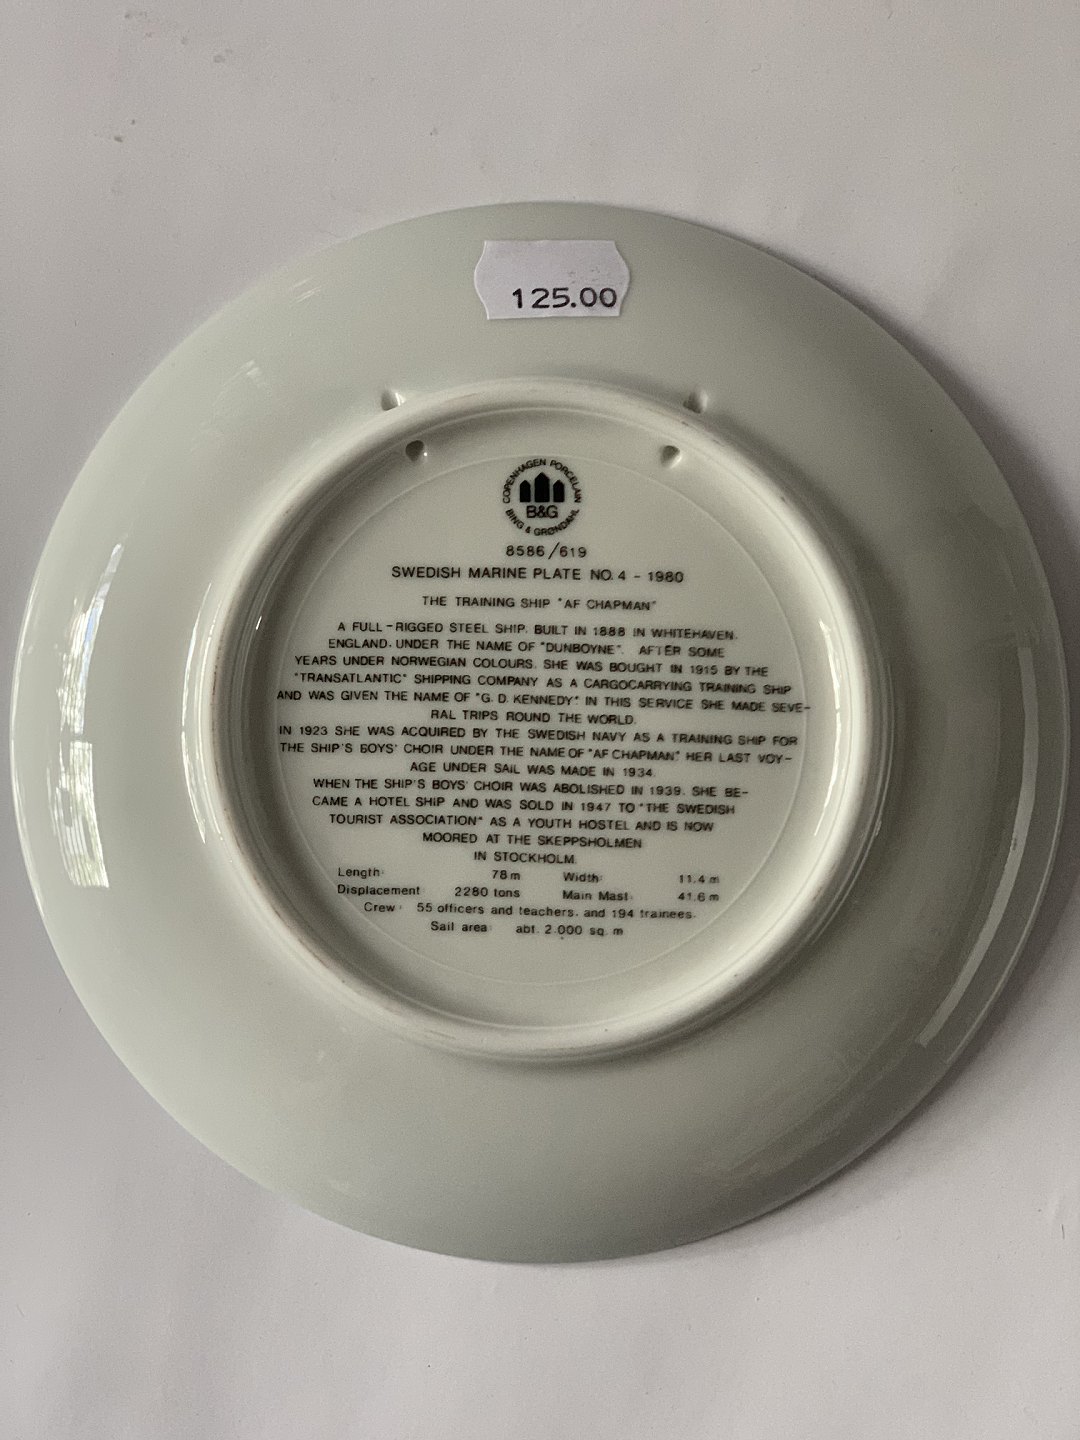 125.00
COPENHAGEN PORCELAIN
B&G
BING & GRØNDAHL
8586/619
SWEDISH MARINE PLATE NO. 4 - 1980
THE TRAINING SHIP "AF CHAPMAN"
A FULL-RIGGED STEEL SHIP. BUILT IN 1888 IN WHITEHAVEN.
ENGLAND. UNDER THE NAME OF "DUNBOYNE". AFTER SOME
YEARS UNDER NORWEGIAN COLOURS. SHE WAS BOUGHT IN 1915 BY THE
"TRANSATLANTIC" SHIPPING COMPANY AS A CARGOCARRYING TRAINING SHIP
AND WAS GIVEN THE NAME OF "G. D. KENNEDY" IN THIS SERVICE SHE MADE SEVE-
RAL TRIPS ROUND THE WORLD.
IN 1923 SHE WAS ACQUIRED BY THE SWEDISH NAVY AS A TRAINING SHIP FOR
THE SHIP'S BOYS' CHOIR UNDER THE NAME OF "AF CHAPMAN" HER LAST VOY-
AGE UNDER SAIL WAS MADE IN 1934.
WHEN THE SHIP'S BOYS' CHOIR WAS ABOLISHED IN 1939. SHE BE-
CAME A HOTEL SHIP AND WAS SOLD IN 1947 TO "THE SWEDISH
TOURIST ASSOCIATION" AS A YOUTH HOSTEL AND IS NOW
MOORED AT THE SKEPPSHOLMEN
IN STOCKHOLM.
Length: 78 m Width: 11.4 m
Displacement: 2280 tons Main Mast: 41.6 m
Crew: 55 officers and teachers. and 194 trainees.
Sail area: abt. 2.000 sq. m